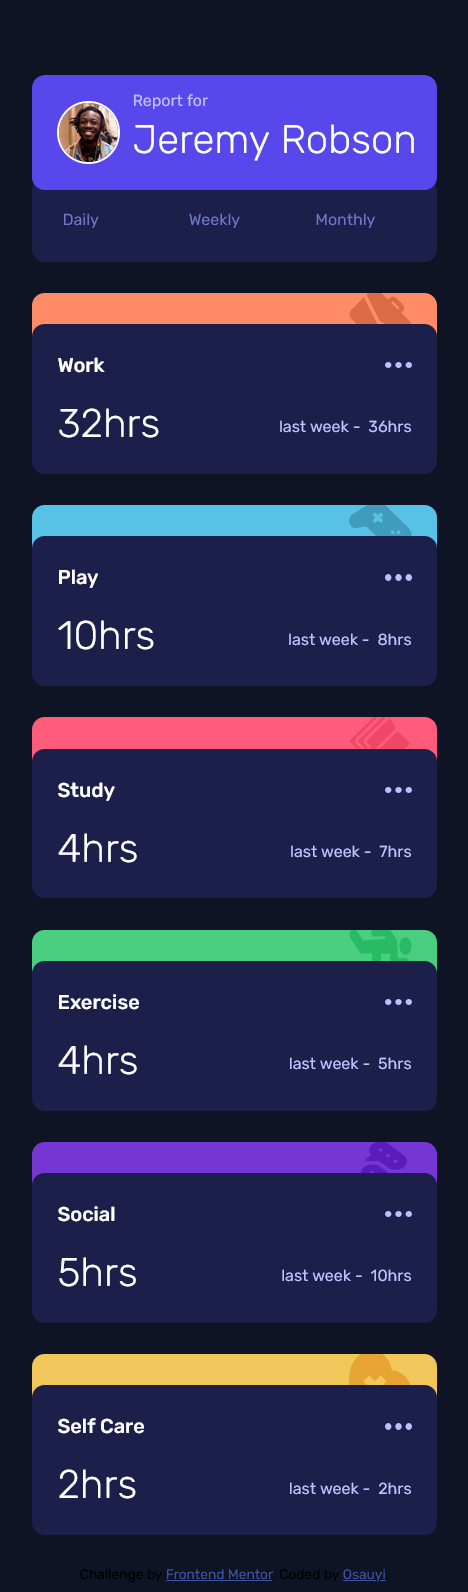 Report for
Jeremy Robson
Daily Weekly Monthly
Work
32hrs last week - 36hrs
Play
10hrs last week - 8hrs
Study
4hrs last week - 7hrs
Exercise
4hrs last week - 5hrs
Social
5hrs last week - 10hrs
Self Care
2hrs last week - 2hrs
Challenge by Frontend Mentor. Coded by Osauyi